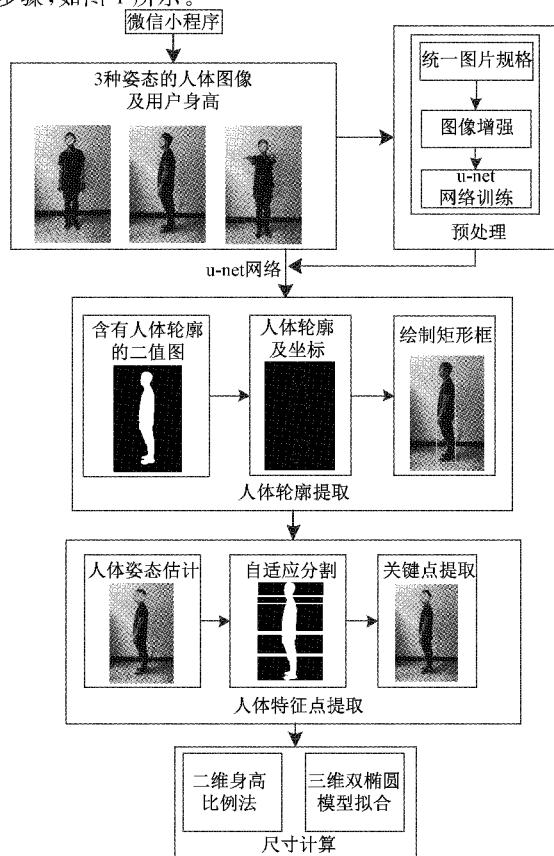 步骤,如图1所示。
微信小程序
3种姿态的人体图像
及用户身高
统一图片规格
图像增强
u-net
网络训练
预处理
u-net网络
含有人体轮廓
的二值图
人体轮廓
及坐标
绘制矩形框
人体轮廓提取
人体姿态估计
自适应分割
关键点提取
人体特征点提取
二维身高
比例法
三维双椭圆
模型拟合
尺寸计算